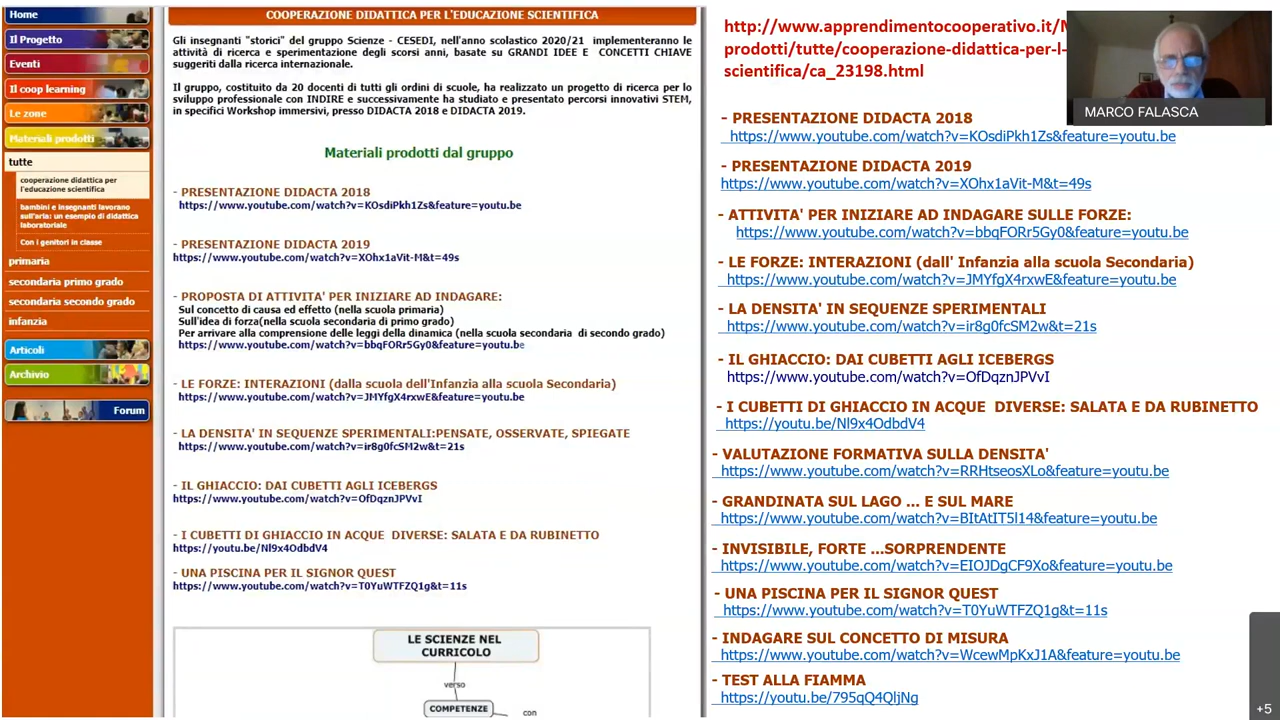 Home
Il Progetto
Eventi
Il coop learning
Le zone
Materiali prodotti
tutte
cooperazione didattica per
l'educazione scientifica
bambini e insegnanti lavorano
sull'aria: un esempio di didattica
laboratoriale
Con i genitori in classe
primaria
secondaria primo grado
secondaria secondo grado
infanzia
Articoli
Archivio
Forum
COOPERAZIONE DIDATTICA PER L'EDUCAZIONE SCIENTIFICA
Gli insegnanti "storici" del gruppo Scienze - CESEDI, nell'anno scolastico 2020/21 implementeranno le
attività di ricerca e sperimentazione degli scorsi anni, basate su GRANDI IDEE E CONCETTI CHIAVE
suggeriti dalla ricerca internazionale.
Il gruppo, costituito da 20 docenti di tutti gli ordini di scuole, ha realizzato un progetto di ricerca per lo
sviluppo professionale con INDIRE e successivamente ha studiato e presentato percorsi innovativi STEM,
in specifici Workshop immersivi, presso DIDACTA 2018 e DIDACTA 2019.
Materiali prodotti dal gruppo
- PRESENTAZIONE DIDACTA 2018
https://www.youtube.com/watch?v=KOsdiPkh1Zs&feature=youtu.be
- PRESENTAZIONE DIDACTA 2019
https://www.youtube.com/watch?v=XOhx1aVit-M&t=49s
- PROPOSTA DI ATTIVITA' PER INIZIARE AD INDAGARE:
Sul concetto di causa ed effetto (nella scuola primaria)
Sull'idea di forza(nella scuola secondaria di primo grado)
Per arrivare alla comprensione delle leggi della dinamica (nella scuola secondaria di secondo grado)
https://www.youtube.com/watch?v=bbqFORr5Gy0&feature=youtu.be
- LE FORZE: INTERAZIONI (dalla scuola dell'Infanzia alla scuola Secondaria)
https://www.youtube.com/watch?v=JMYfgX4rxwE&feature=youtu.be
- LA DENSITA' IN SEQUENZE SPERIMENTALI:PENSATE, OSSERVATE, SPIEGATE
https://www.youtube.com/watch?v=ir8g0fcSM2w&t=21s
- IL GHIACCIO: DAI CUBETTI AGLI ICEBERGS
https://www.youtube.com/watch?v=OfDqznJPVvI
- I CUBETTI DI GHIACCIO IN ACQUE DIVERSE: SALATA E DA RUBINETTO
https://youtu.be/Nl9x4OdbdV4
- UNA PISCINA PER IL SIGNOR QUEST
https://www.youtube.com/watch?v=T0YuWTFZQ1g&t=11s
LE SCIENZE NEL
CURRICOLO
verso
COMPETENZE
con
http://www.apprendimentocooperativo.it/
prodotti/tutte/cooperazione-didattica-per-l-
scientifica/ca_23198.html
MARCO FALASCA
- PRESENTAZIONE DIDACTA 2018
https://www.youtube.com/watch?v=KOsdiPkh1Zs&feature=youtu.be
- PRESENTAZIONE DIDACTA 2019
https://www.youtube.com/watch?v=XOhx1aVit-M&t=49s
- ATTIVITA' PER INIZIARE AD INDAGARE SULLE FORZE:
https://www.youtube.com/watch?v=bbqFORr5Gy0&feature=youtu.be
- LE FORZE: INTERAZIONI (dall' Infanzia alla scuola Secondaria)
https://www.youtube.com/watch?v=JMYfgX4rxwE&feature=youtu.be
- LA DENSITA' IN SEQUENZE SPERIMENTALI
https://www.youtube.com/watch?v=ir8g0fcSM2w&t=21s
- IL GHIACCIO: DAI CUBETTI AGLI ICEBERGS
https://www.youtube.com/watch?v=OfDqznJPVvI
- I CUBETTI DI GHIACCIO IN ACQUE DIVERSE: SALATA E DA RUBINETTO
https://youtu.be/Nl9x4OdbdV4
- VALUTAZIONE FORMATIVA SULLA DENSITA'
https://www.youtube.com/watch?v=RRHtseosXLo&feature=youtu.be
- GRANDINATA SUL LAGO ... E SUL MARE
https://www.youtube.com/watch?v=BItAtIT5l14&feature=youtu.be
- INVISIBILE, FORTE ...SORPRENDENTE
https://www.youtube.com/watch?v=EIOJDgCF9Xo&feature=youtu.be
- UNA PISCINA PER IL SIGNOR QUEST
https://www.youtube.com/watch?v=T0YuWTFZQ1g&t=11s
- INDAGARE SUL CONCETTO DI MISURA
https://www.youtube.com/watch?v=WcewMpKxJ1A&feature=youtu.be
- TEST ALLA FIAMMA
https://youtu.be/795qQ4QljNg
+5